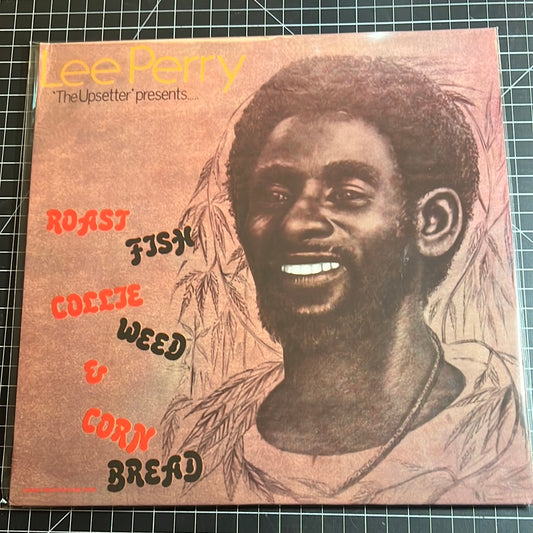 Lee Perry
'The Upsetter' presents.....
ROAST
FISH
COLLIE
WEED
&
CORN
BREAD